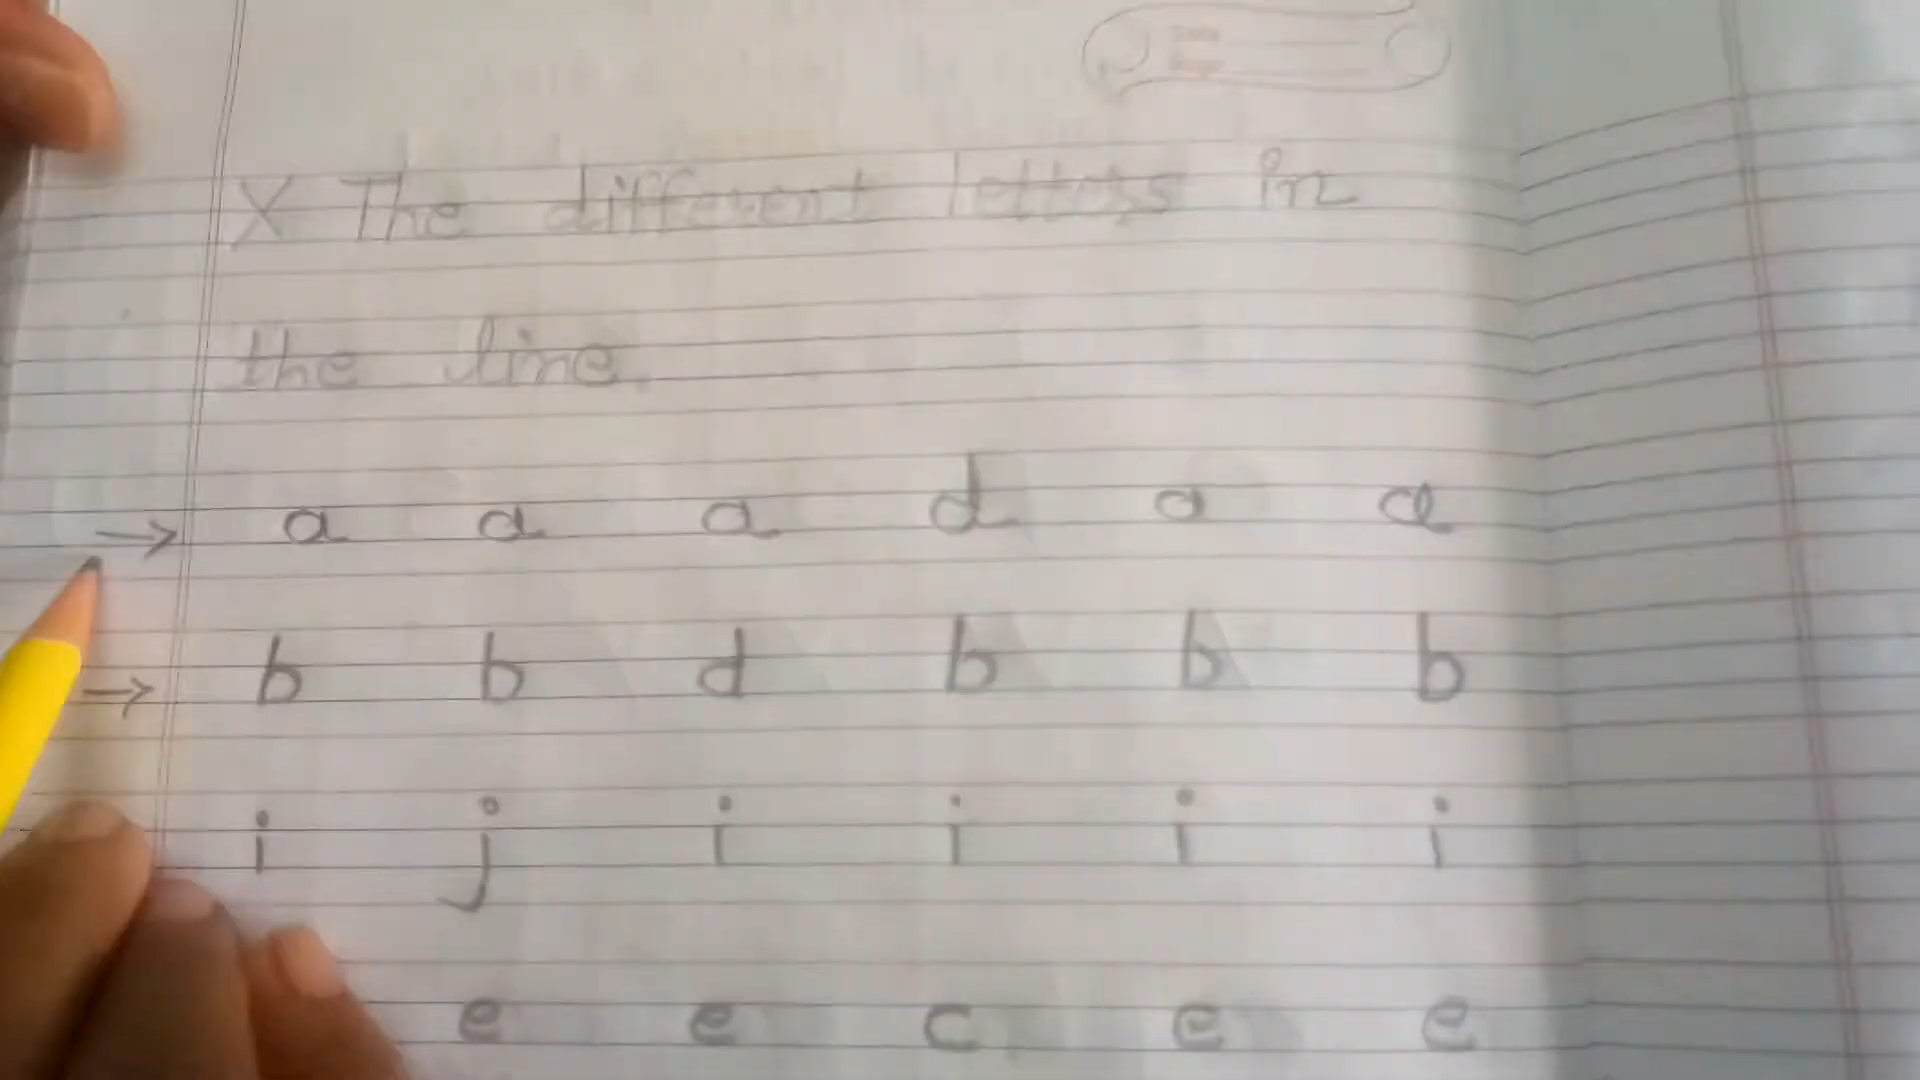 X The different letters in
the line.
→ a a a d a a
→ b b d b b b
i j i i i i
e e c e e